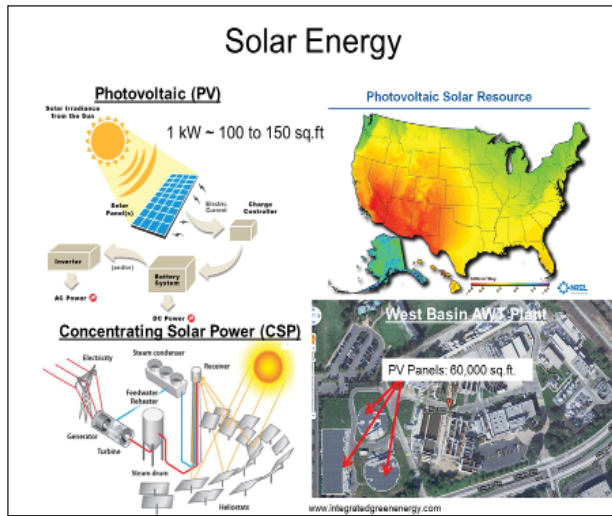 Solar Energy
Photovoltaic (PV)
Solar Irradiance
from the Sun
1 kW ~ 100 to 150 sq.ft
Solar
Panel(s)
Electric
Current
Charge
Controller
Inverter
(and/or)
Battery
System
AC Power
DC Power
Photovoltaic Solar Resource
NREL
Concentrating Solar Power (CSP)
Electricity
Steam condenser
Receiver
Feedwater
Reheater
Generator
Turbine
Steam drum
Heliostats
West Basin AWT Plant
PV Panels: 60,000 sq.ft.
www.integratedgreenenergy.com